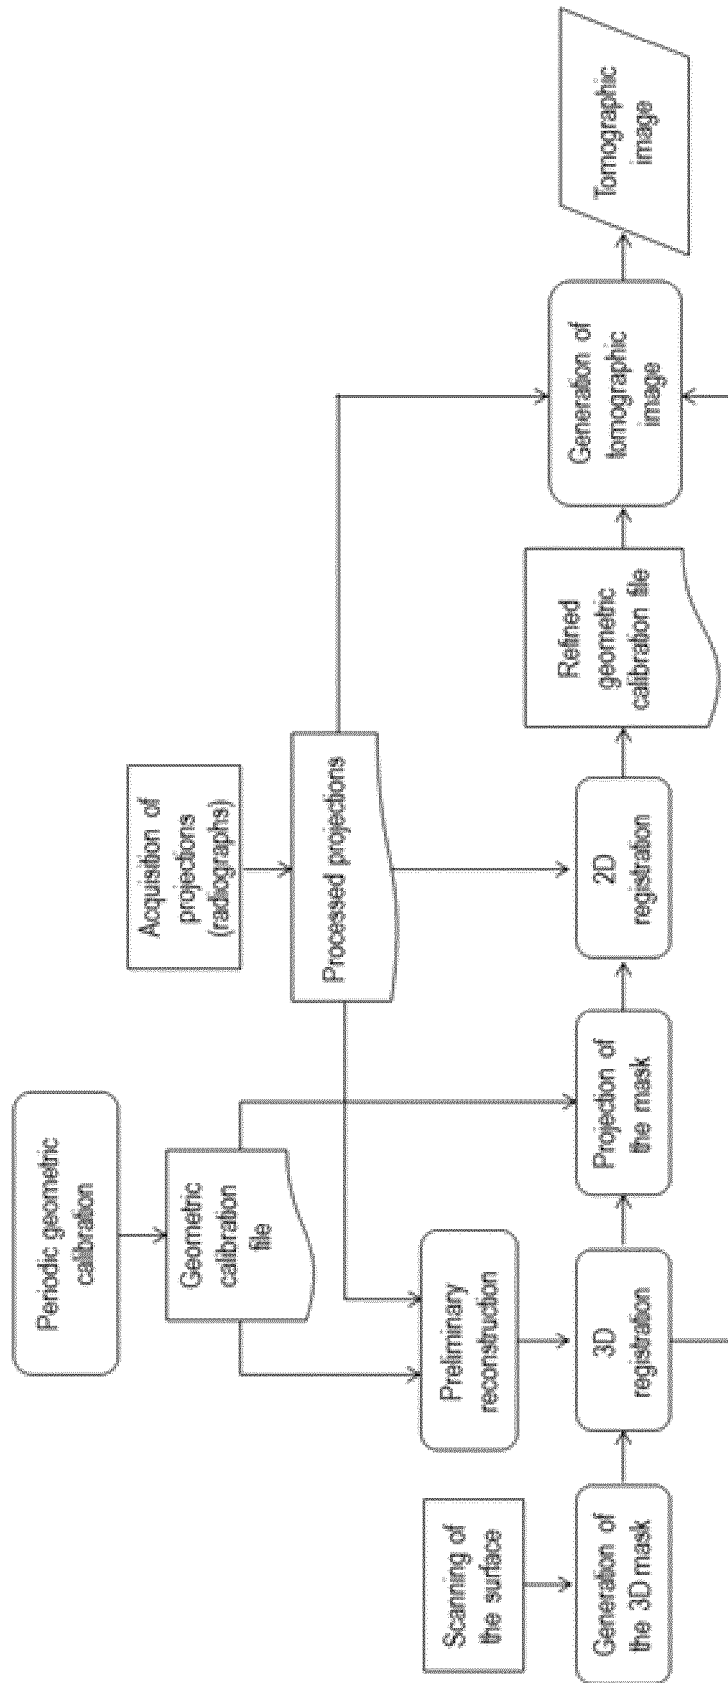 Periodic geometric
calibration
Geometric
calibration
file
Acquisition of
projections
(radiographs)
Processed projections
Scanning of
the surface
Preliminary
reconstruction
Generation of
the 3D mask
3D
registration
Projection of
the mask
2D
registration
Refined
geometric
calibration file
Generation of
tomographic
image
Tomographic
image